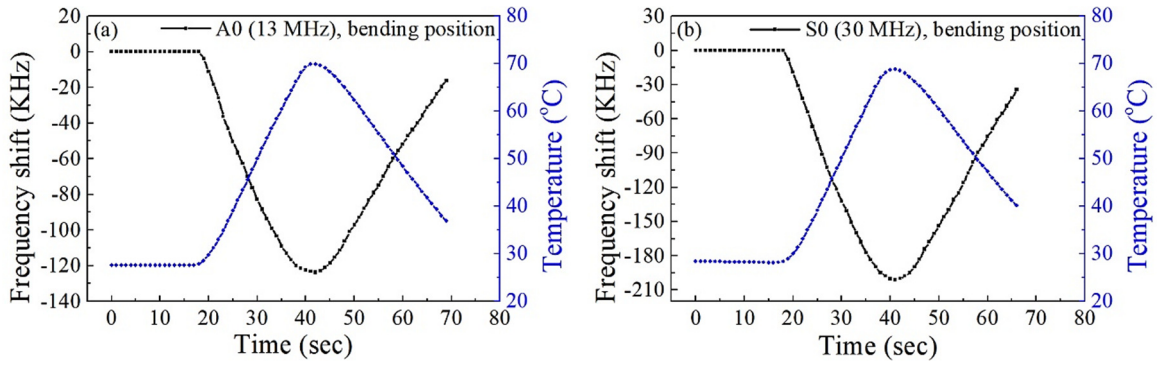 (a)
A0 (13 MHz), bending position
20
0
-20
-40
-60
-80
-100
-120
-140
Frequency shift (KHz)
80
70
60
50
40
30
20
Temperature (°C)
0 10 20 30 40 50 60 70 80
Time (sec)
(b)
S0 (30 MHz), bending position
30
0
-30
-60
-90
-120
-150
-180
-210
Frequency shift (KHz)
80
70
60
50
40
30
20
Temperature (°C)
0 10 20 30 40 50 60 70 80
Time (sec)